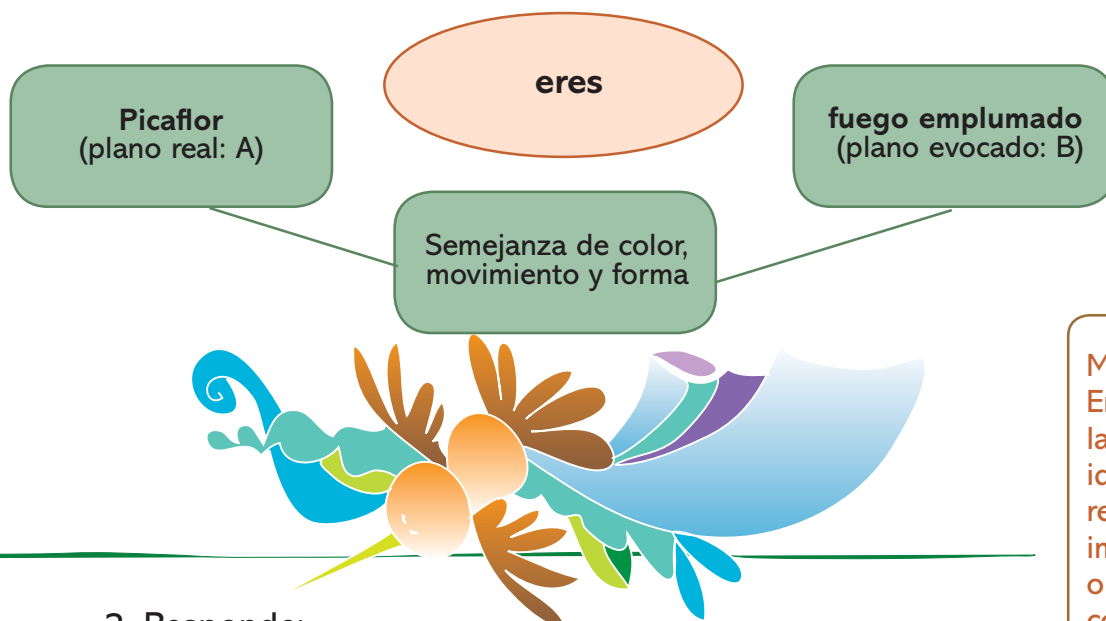 eres
Picaflor
(plano real: A)
fuego emplumado
(plano evocado: B)
Semejanza de color,
movimiento y forma
2. Responde: